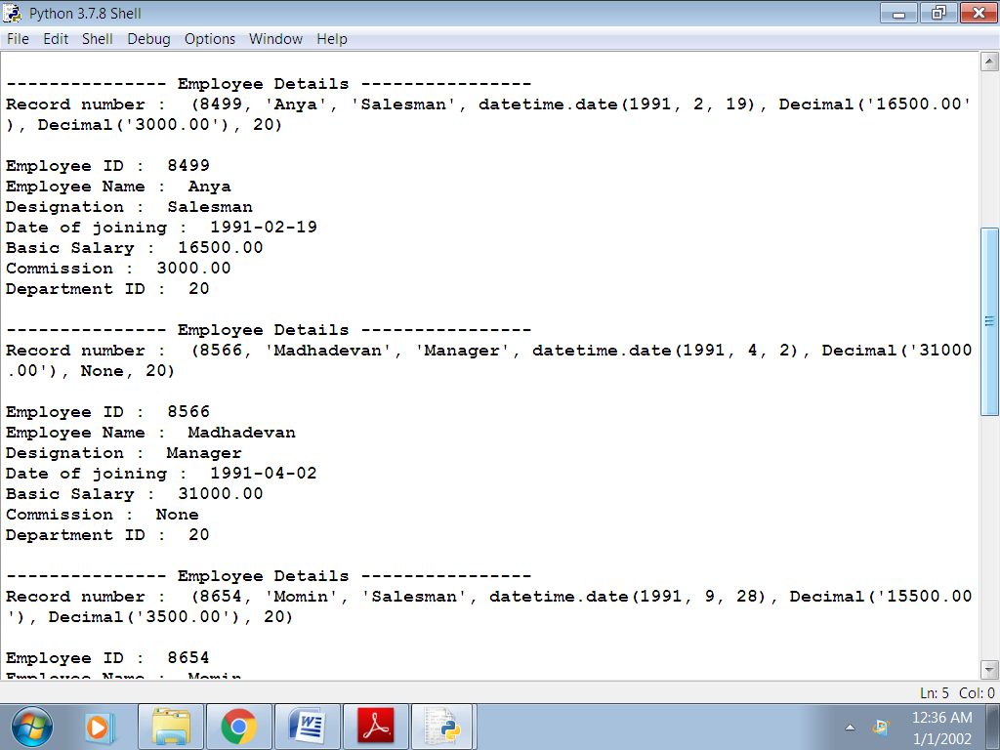 Python 3.7.8 Shell
File Edit Shell Debug Options Window Help
--------------- Employee Details ----------------
Record number :  (8499, 'Anya', 'Salesman', datetime.date(1991, 2, 19), Decimal('16500.00'
), Decimal('3000.00'), 20)
Employee ID :  8499
Employee Name :  Anya
Designation :  Salesman
Date of joining :  1991-02-19
Basic Salary :  16500.00
Commission :  3000.00
Department ID :  20
--------------- Employee Details ----------------
Record number :  (8566, 'Madhadevan', 'Manager', datetime.date(1991, 4, 2), Decimal('31000
.00'), None, 20)
Employee ID :  8566
Employee Name :  Madhadevan
Designation :  Manager
Date of joining :  1991-04-02
Basic Salary :  31000.00
Commission :  None
Department ID :  20
--------------- Employee Details ----------------
Record number :  (8654, 'Momin', 'Salesman', datetime.date(1991, 9, 28), Decimal('15500.00
'), Decimal('3500.00'), 20)
Employee ID :  8654
Employee Name :  Momin
Ln: 5 Col: 0
12:36 AM
1/1/2002